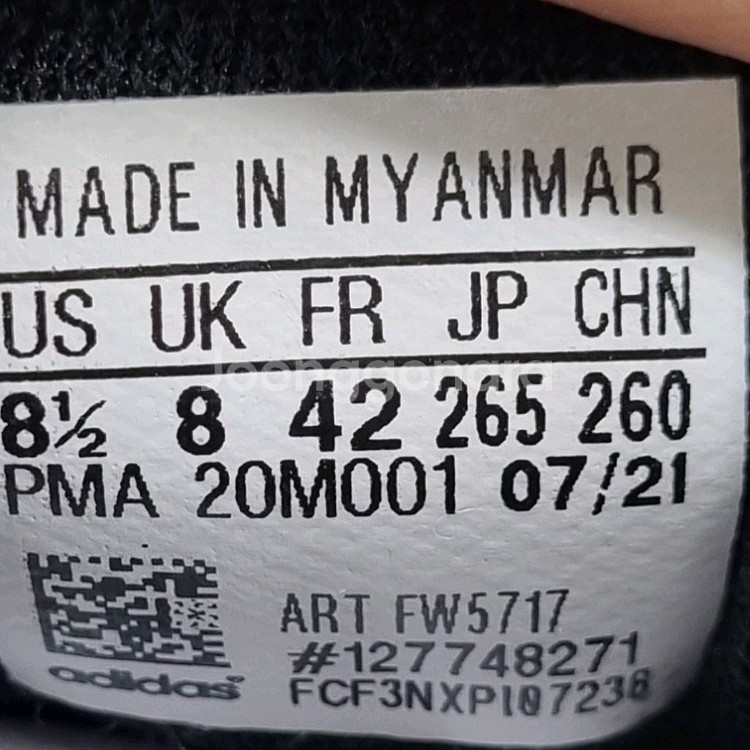 MADE IN MYANMAR
US UK FR JP CHN
8½ 8 42 265 260
PMA 20M001 07/21
ART FW5717
#127748271
FCF3NXPI07238
adidas
Joonggonara